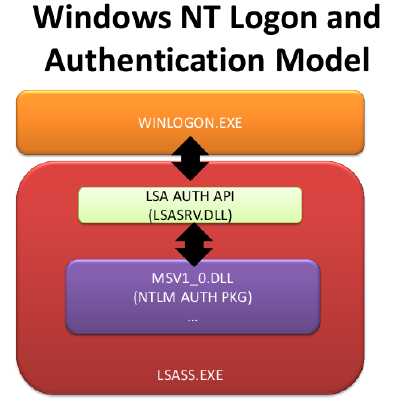 Windows NT Logon and
Authentication Model
WINLOGON.EXE
LSA AUTH API
(LSASRV.DLL)
MSV1_0.DLL
(NTLM AUTH PKG)
...
LSASS.EXE